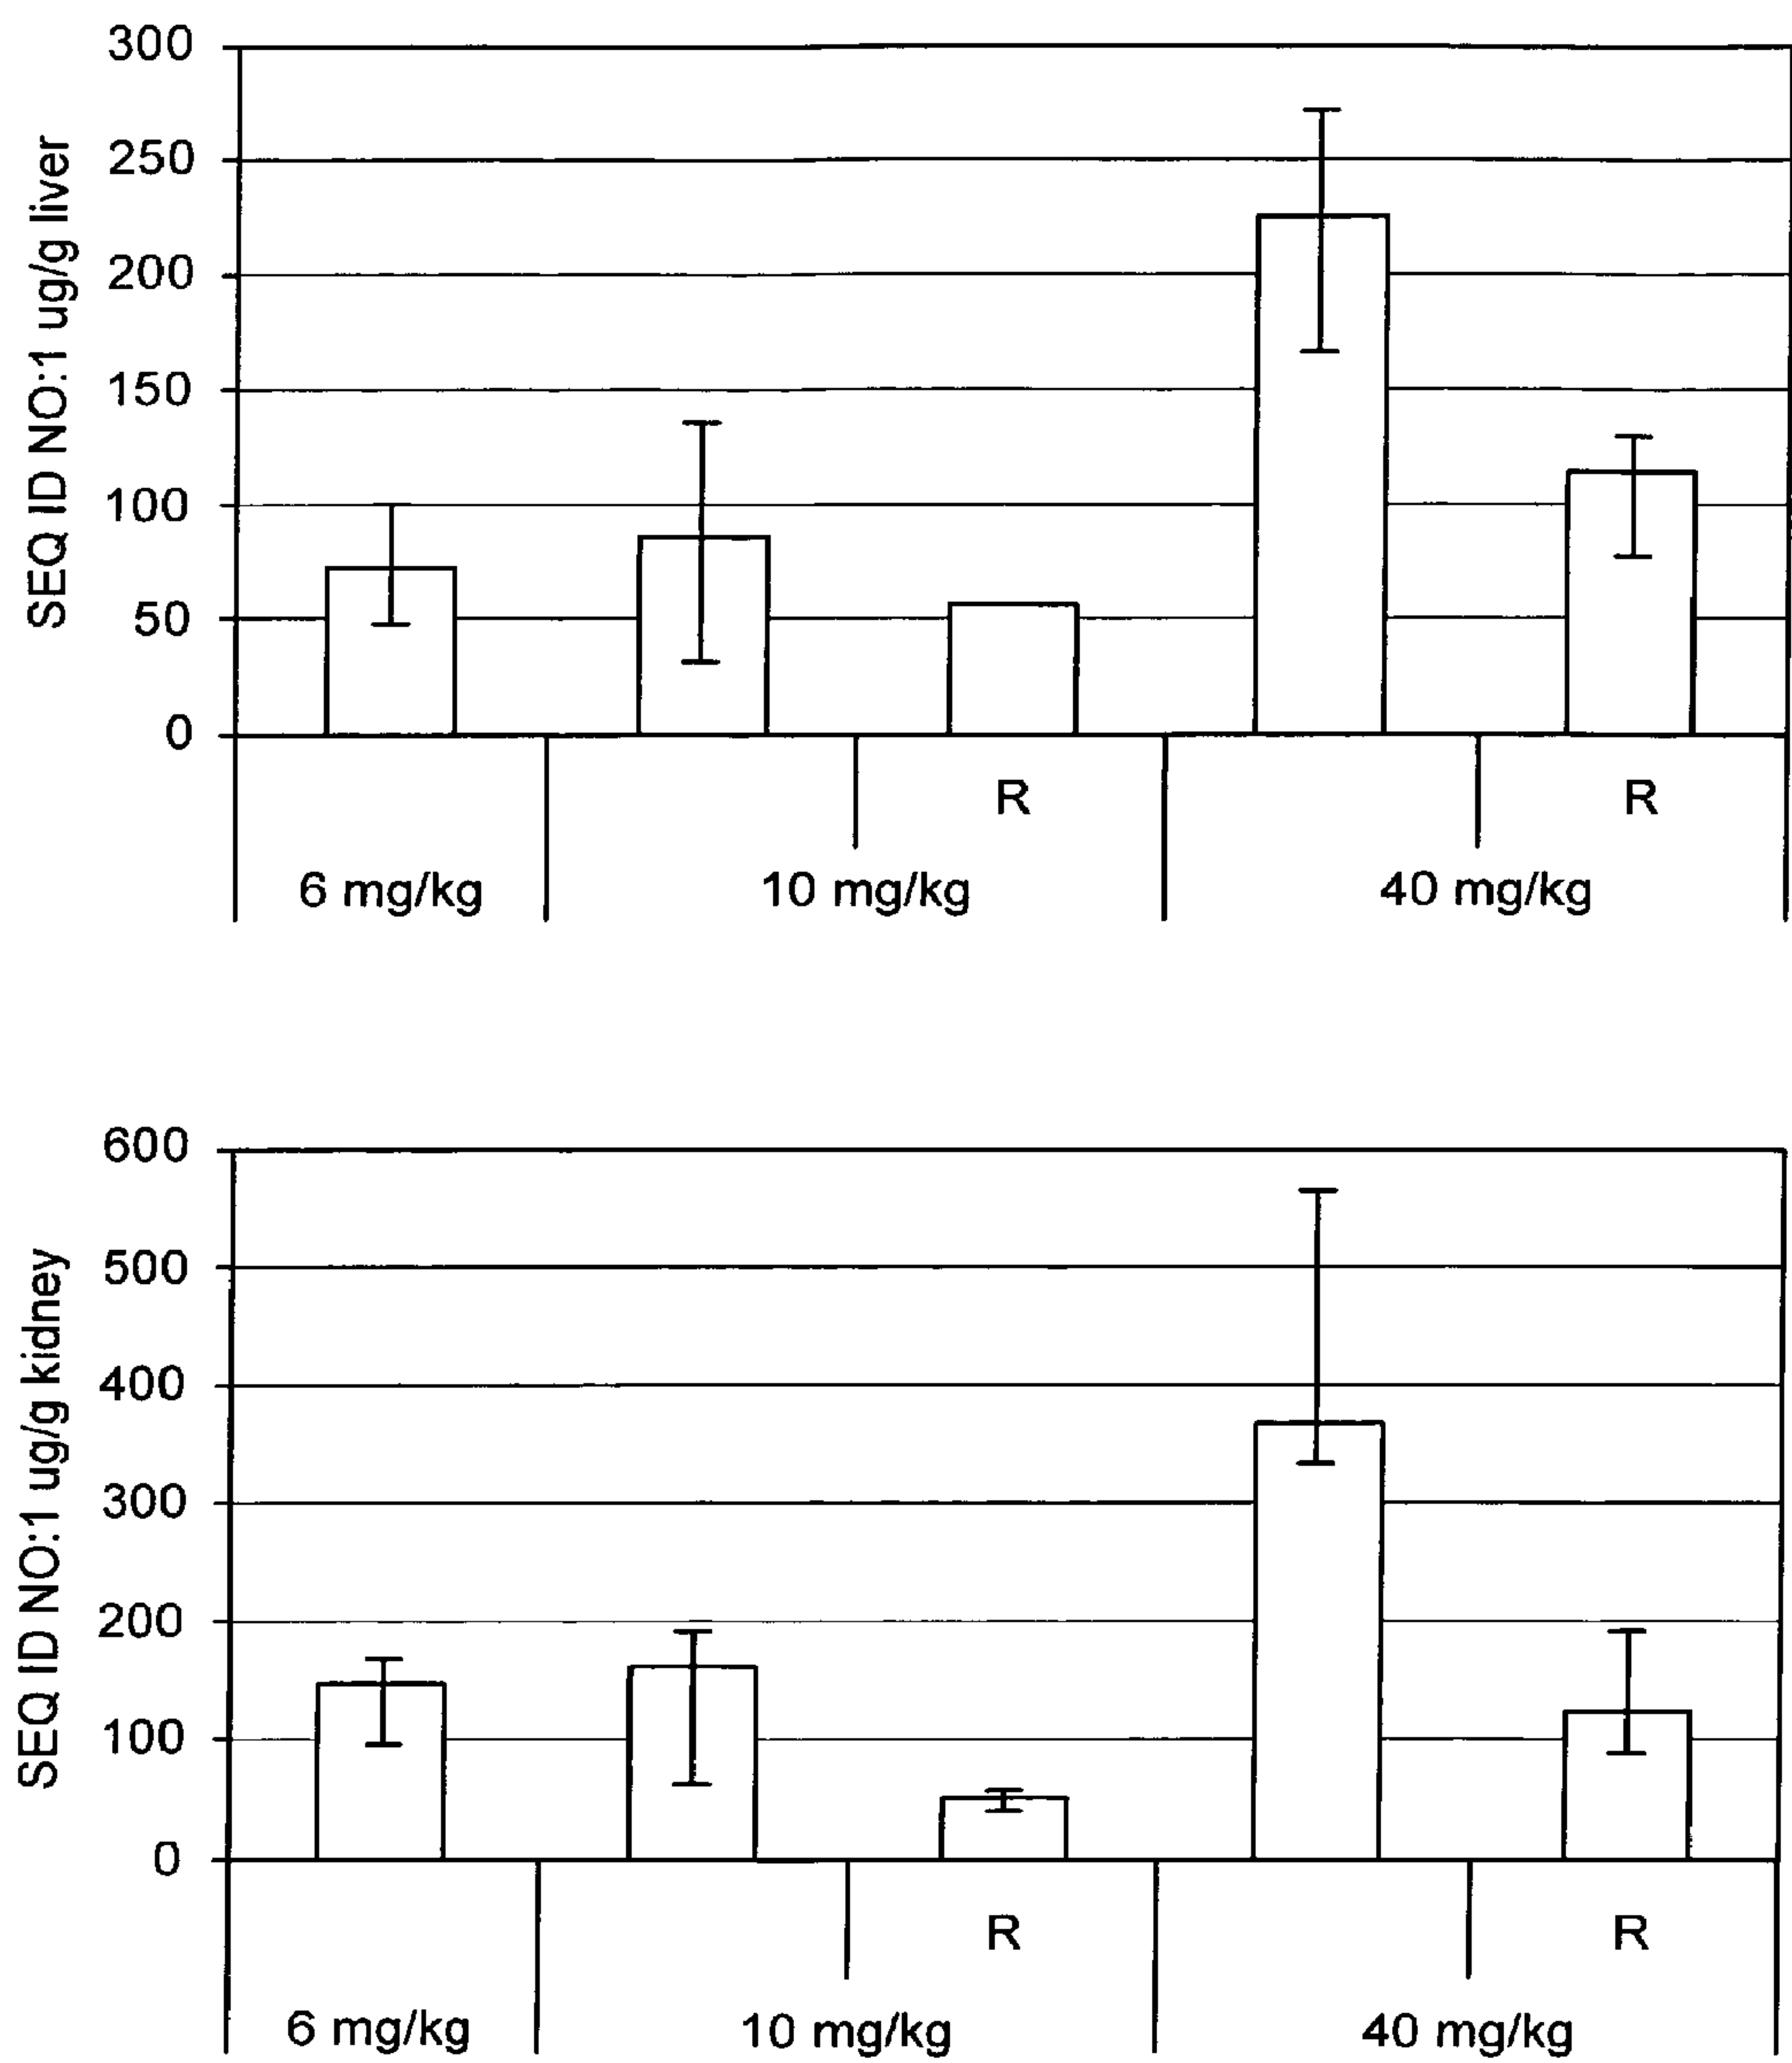 SEQ ID NO:1 ug/g liver
300
250
200
150
100
50
0
R R
6 mg/kg 10 mg/kg 40 mg/kg
SEQ ID NO:1 ug/g kidney
600
500
400
300
200
100
0
R R
6 mg/kg 10 mg/kg 40 mg/kg